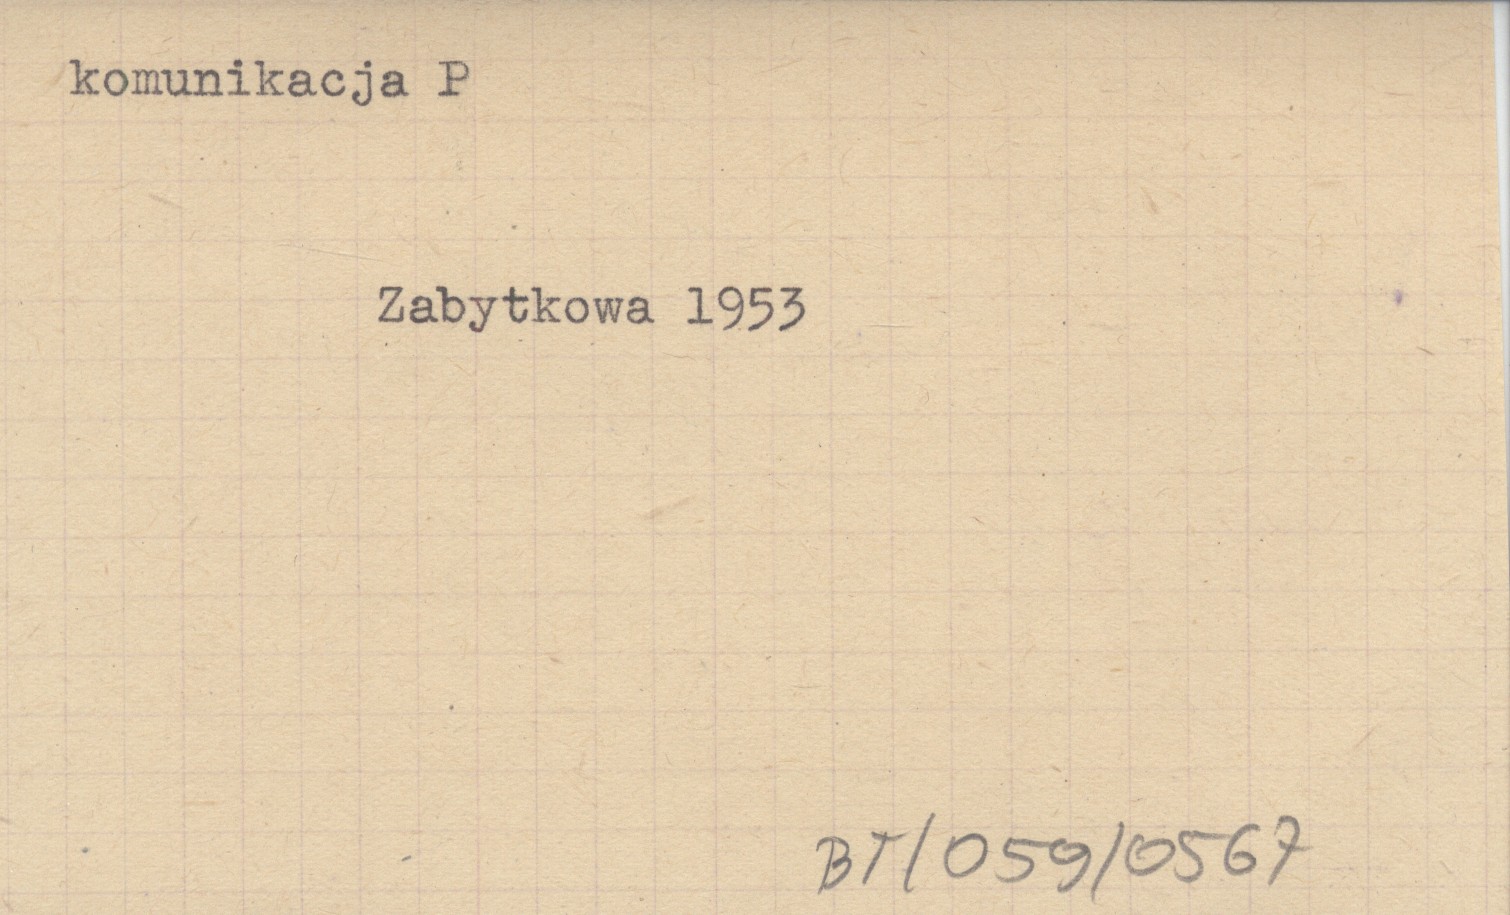 komunikacja P
Zabytkowa 1953
BT/059/0567